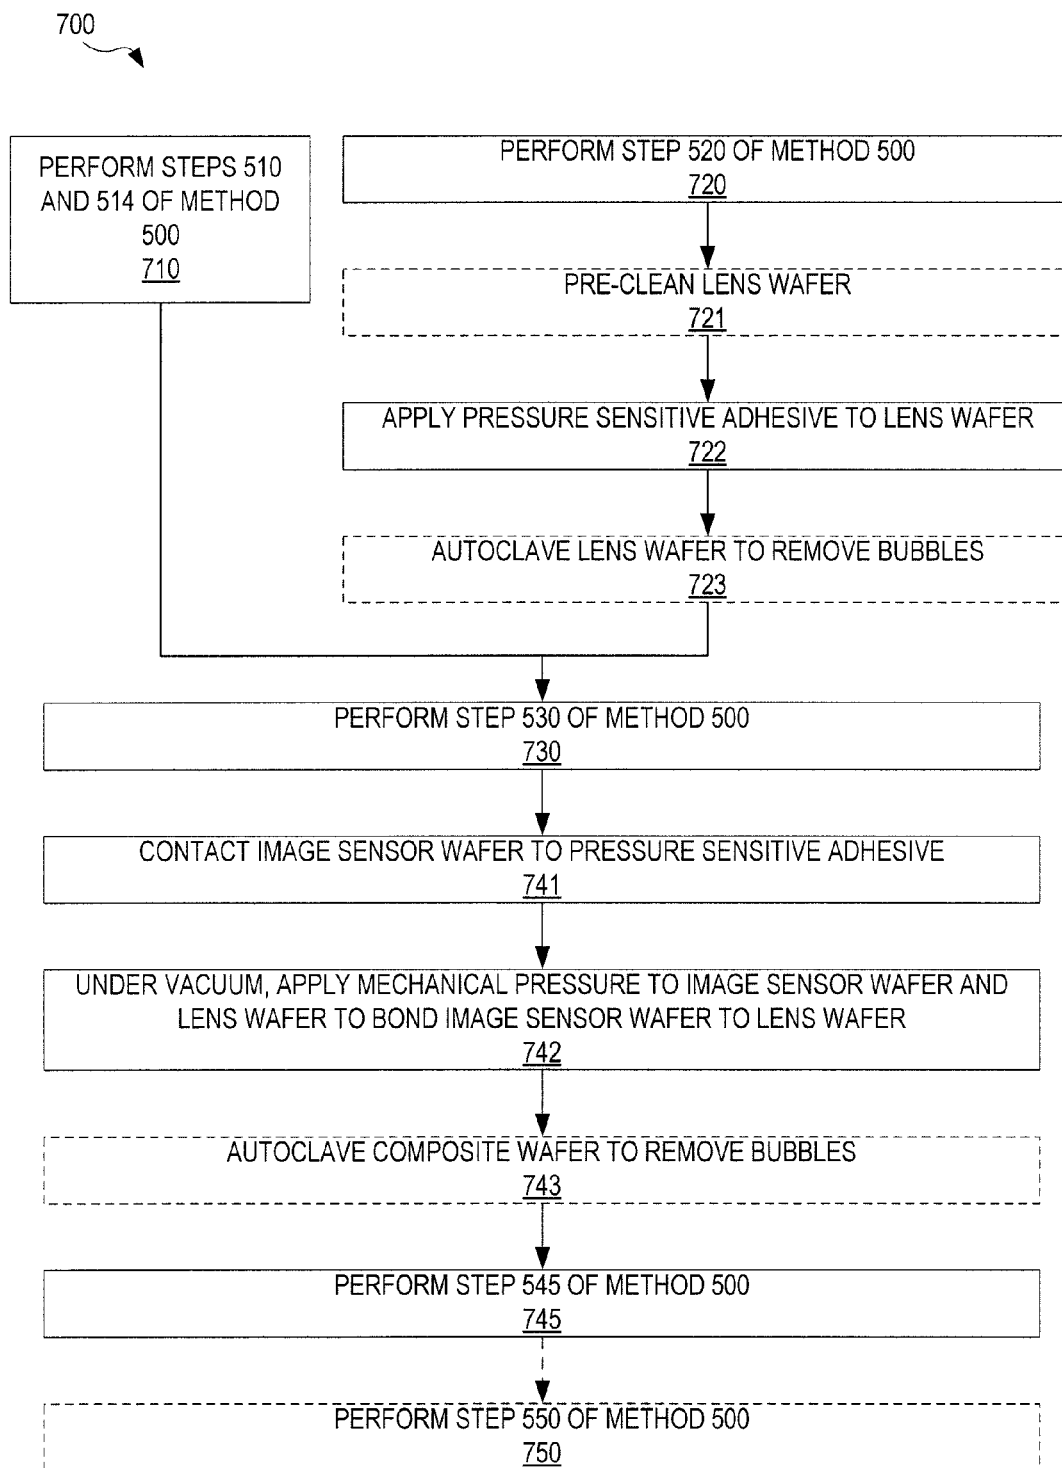 700
PERFORM STEPS 510
AND 514 OF METHOD
500
710
PERFORM STEP 520 OF METHOD 500
720
PRE-CLEAN LENS WAFER
721
APPLY PRESSURE SENSITIVE ADHESIVE TO LENS WAFER
722
AUTOCLAVE LENS WAFER TO REMOVE BUBBLES
723
PERFORM STEP 530 OF METHOD 500
730
CONTACT IMAGE SENSOR WAFER TO PRESSURE SENSITIVE ADHESIVE
741
UNDER VACUUM, APPLY MECHANICAL PRESSURE TO IMAGE SENSOR WAFER AND
LENS WAFER TO BOND IMAGE SENSOR WAFER TO LENS WAFER
742
AUTOCLAVE COMPOSITE WAFER TO REMOVE BUBBLES
743
PERFORM STEP 545 OF METHOD 500
745
PERFORM STEP 550 OF METHOD 500
750